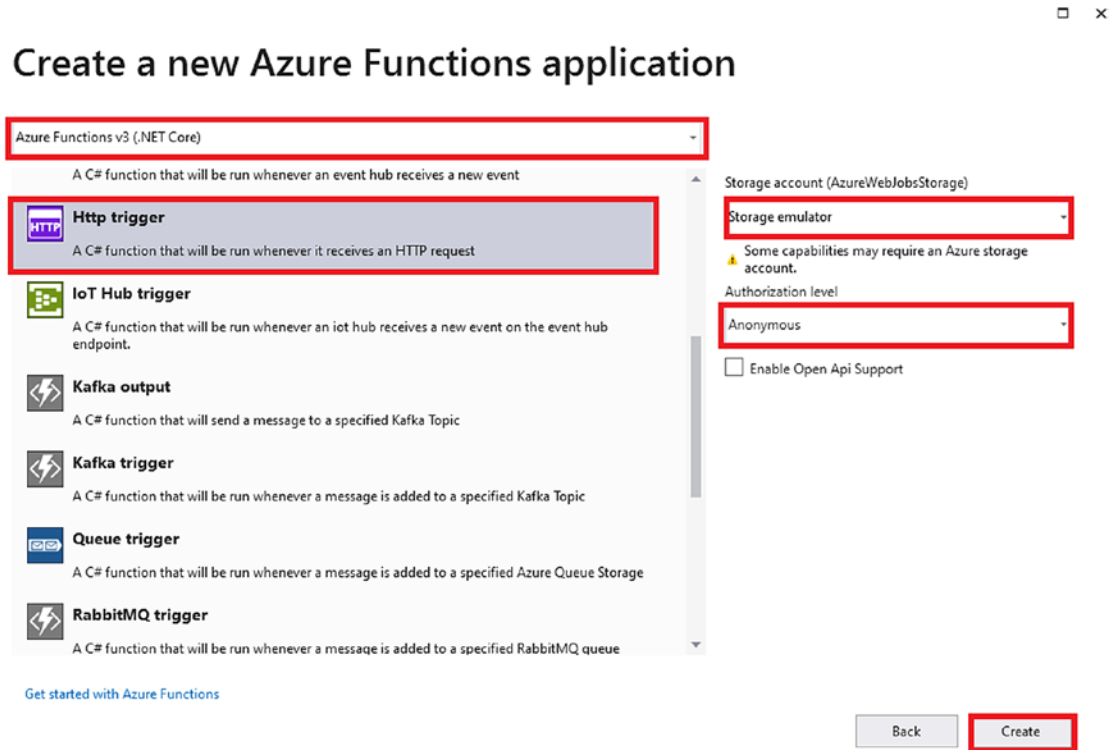 Create a new Azure Functions application
Azure Functions v3 (.NET Core)
A C# function that will be run whenever an event hub receives a new event
HTTP
Http trigger
A C# function that will be run whenever it receives an HTTP request
IoT Hub trigger
A C# function that will be run whenever an iot hub receives a new event on the event hub
endpoint.
Kafka output
A C# function that will send a message to a specified Kafka Topic
Kafka trigger
A C# function that will be run whenever a message is added to a specified Kafka Topic
Queue trigger
A C# function that will be run whenever a message is added to a specified Azure Queue Storage
RabbitMQ trigger
A C# function that will be run whenever a message is added to a specified RabbitMQ queue
Storage account (AzureWebJobsStorage)
Storage emulator
Some capabilities may require an Azure storage
account.
Authorization level
Anonymous
Enable Open Api Support
Get started with Azure Functions
Back
Create